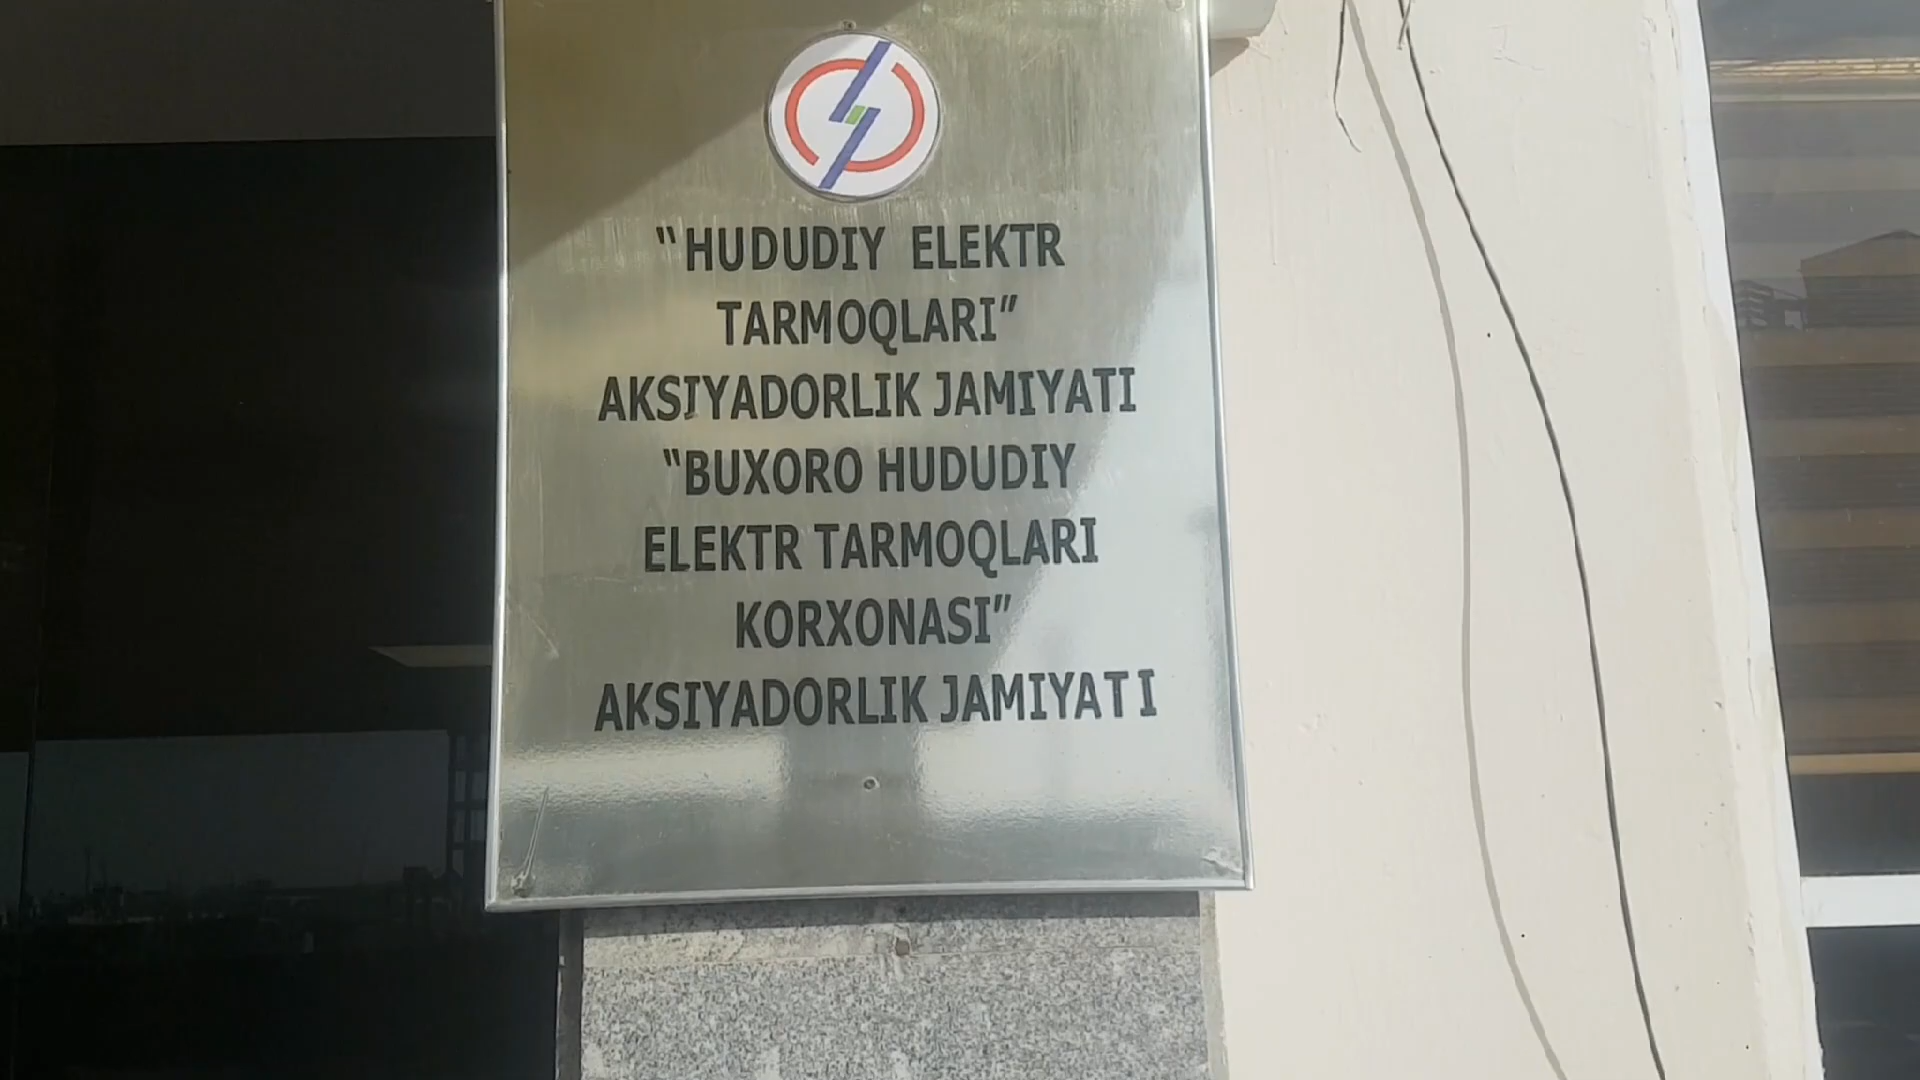 “HUDUDIY ELEKTR
TARMOQLARI”
AKSIYADORLIK JAMIYATI
“BUXORO HUDUDIY
ELEKTR TARMOQLARI
KORXONASI”
AKSIYADORLIK JAMIYATI